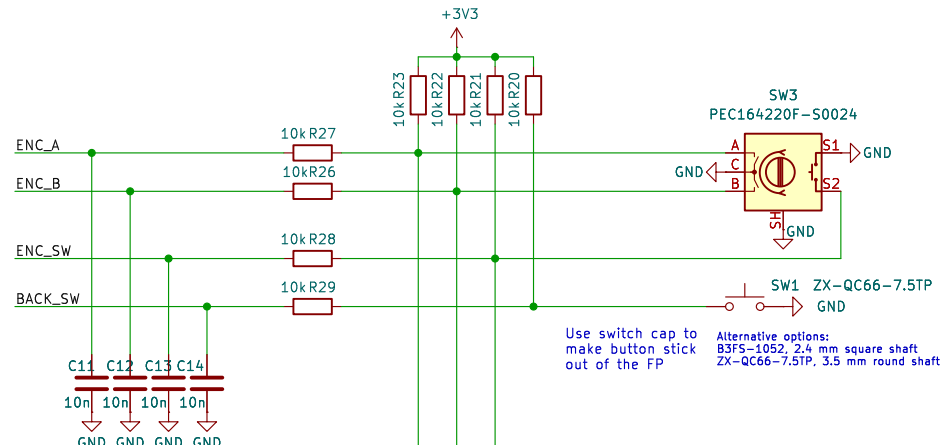 +3V3
10k R23
10k R22
10k R21
10k R20
SW3
PEC164220F-S0024
ENC_A
10k R27
A
S1
GND
GND
C
ENC_B
10k R26
B
S2
SH
GND
ENC_SW
10k R28
BACK_SW
10k R29
SW1 ZX-QC66-7.5TP
GND
Use switch cap to
make button stick
out of the FP
Alternative options:
B3FS-1052, 2.4 mm square shaft
ZX-QC66-7.5TP, 3.5 mm round shaft
C11 C12 C13 C14
10n 10n 10n 10n
GND GND GND GND